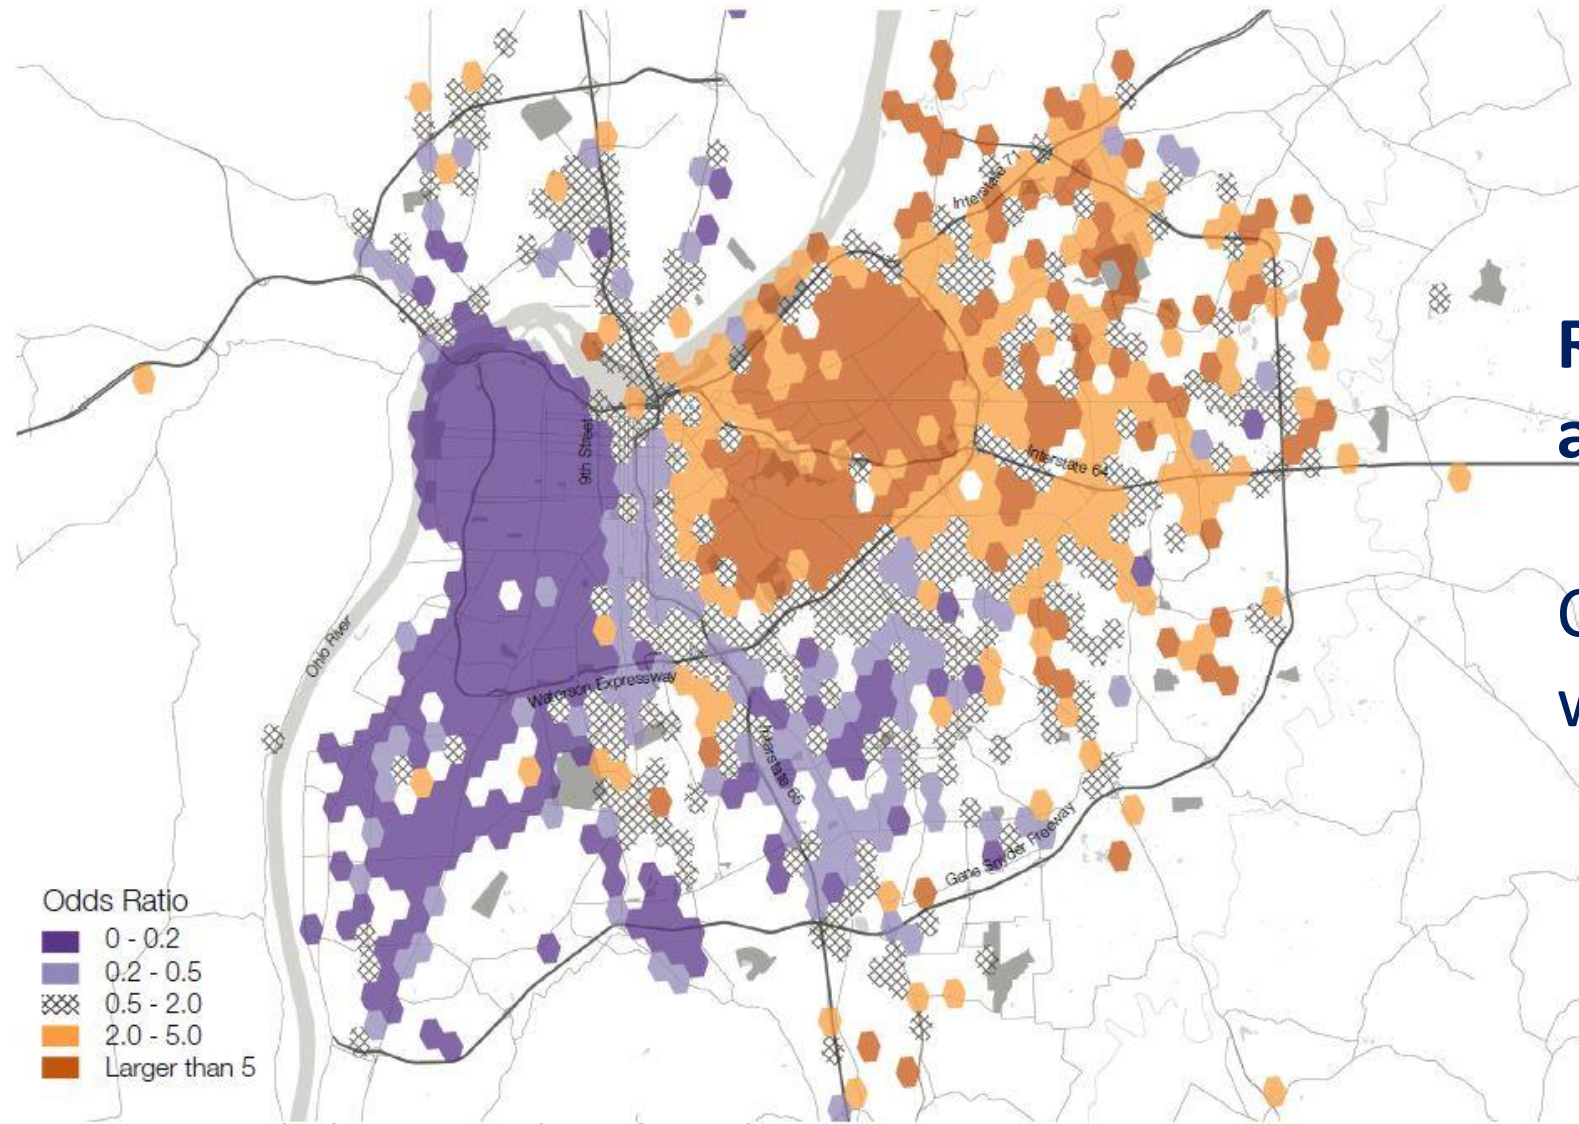 Interstate 71
9th Street
Interstate 64
Ohio River
Waterson Expressway
Interstate 65
Gene Snyder Freeway
Odds Ratio
0 - 0.2
0.2 - 0.5
0.5 - 2.0
2.0 - 5.0
Larger than 5
a
w